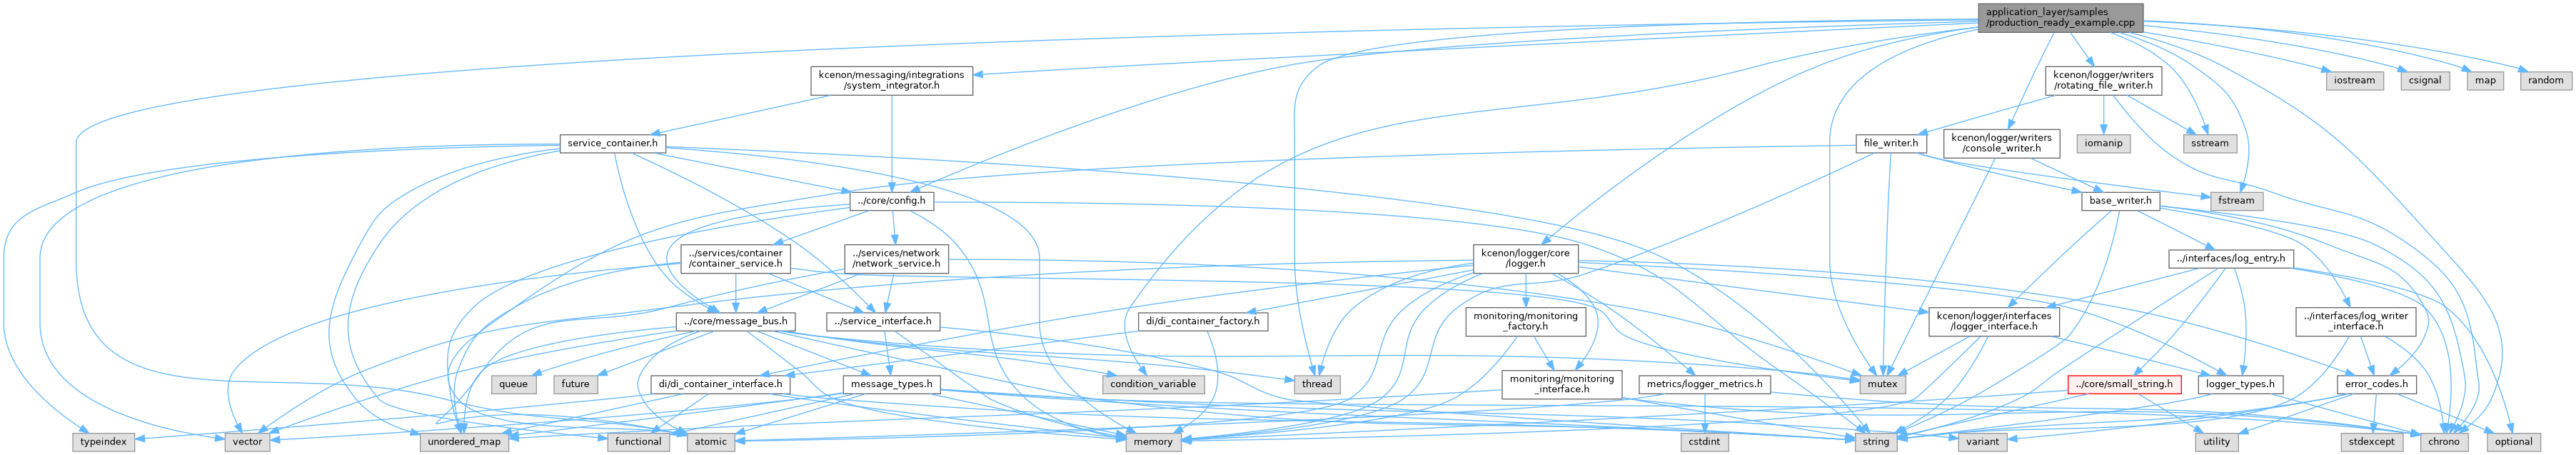 application_layer/samples
/production_ready_example.cpp
kcenon/messaging/integrations
/system_integrator.h
kcenon/logger/writers
/rotating_file_writer.h
iostream
csignal
map
random
service_container.h
file_writer.h
kcenon/logger/writers
/console_writer.h
iomanip
sstream
../core/config.h
base_writer.h
fstream
../services/container
/container_service.h
../services/network
/network_service.h
kcenon/logger/core
/logger.h
../interfaces/log_entry.h
../core/message_bus.h
../service_interface.h
di/di_container_factory.h
monitoring/monitoring
_factory.h
kcenon/logger/interfaces
/logger_interface.h
../interfaces/log_writer
_interface.h
queue
future
di/di_container_interface.h
message_types.h
condition_variable
thread
monitoring/monitoring
_interface.h
metrics/logger_metrics.h
mutex
../core/small_string.h
logger_types.h
error_codes.h
typeindex
vector
unordered_map
functional
atomic
memory
cstdint
string
variant
utility
stdexcept
chrono
optional